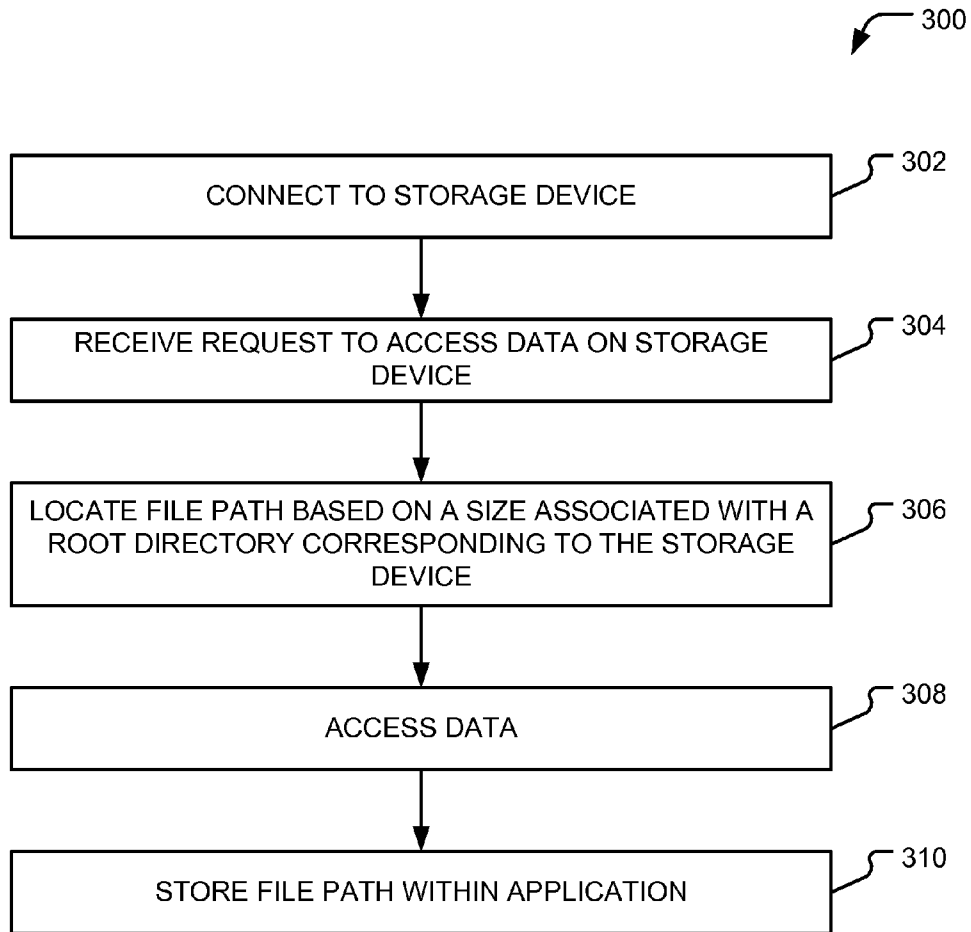 300
CONNECT TO STORAGE DEVICE
302
RECEIVE REQUEST TO ACCESS DATA ON STORAGE
DEVICE
304
LOCATE FILE PATH BASED ON A SIZE ASSOCIATED WITH A
ROOT DIRECTORY CORRESPONDING TO THE STORAGE
DEVICE
306
ACCESS DATA
308
STORE FILE PATH WITHIN APPLICATION
310